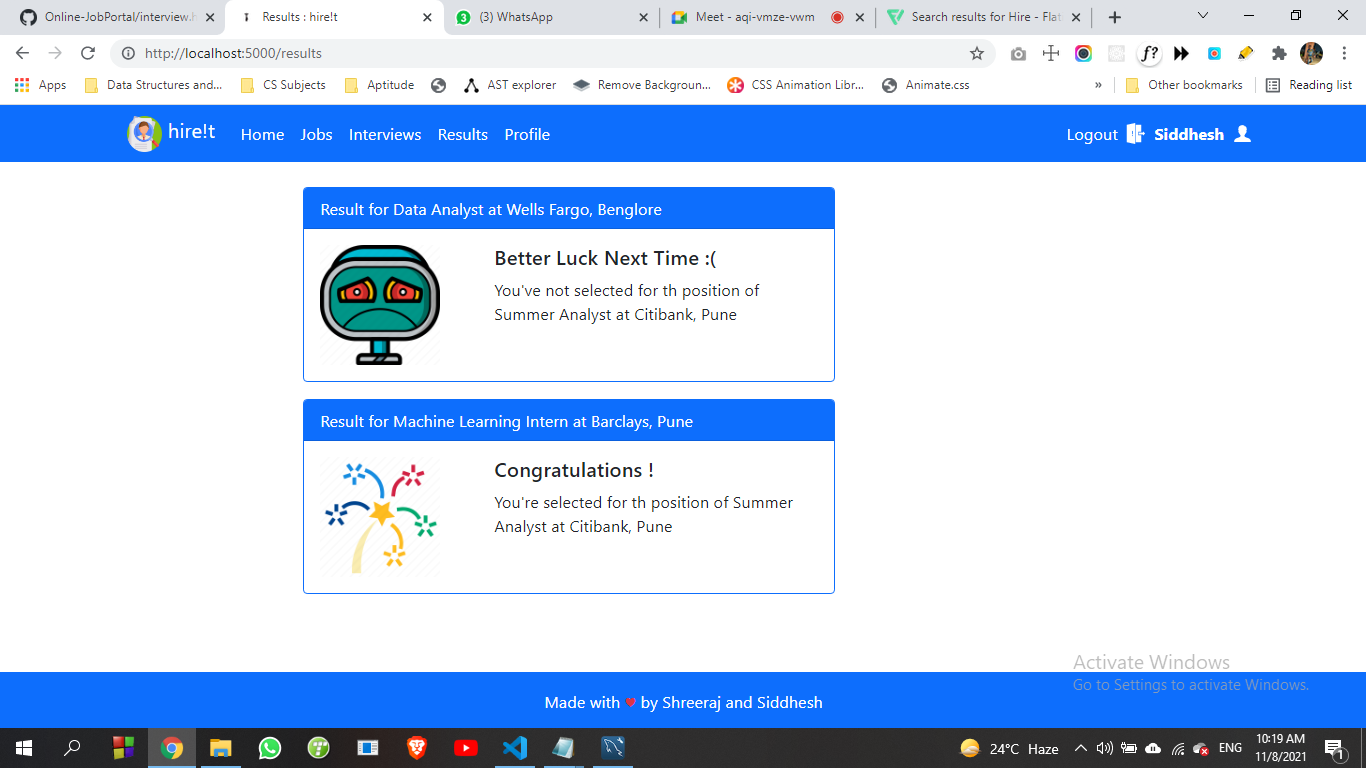 Online-JobPortal/interview.h
Results : hire!t
(3) WhatsApp
Meet - aqi-vmze-vwm
Search results for Hire - Flat
http://localhost:5000/results
f?
Apps
Data Structures and...
CS Subjects
Aptitude
AST explorer
Remove Backgroun...
CSS Animation Libr...
Animate.css
»
Other bookmarks
Reading list
hire!t
Home
Jobs
Interviews
Results
Profile
Logout
Siddhesh
Result for Data Analyst at Wells Fargo, Benglore
Better Luck Next Time :(
You've not selected for th position of
Summer Analyst at Citibank, Pune
Result for Machine Learning Intern at Barclays, Pune
Congratulations !
You're selected for th position of Summer
Analyst at Citibank, Pune
Activate Windows
Go to Settings to activate Windows.
Made with ♥ by Shreeraj and Siddhesh
24°C Haze
ENG
10:19 AM
11/8/2021
1